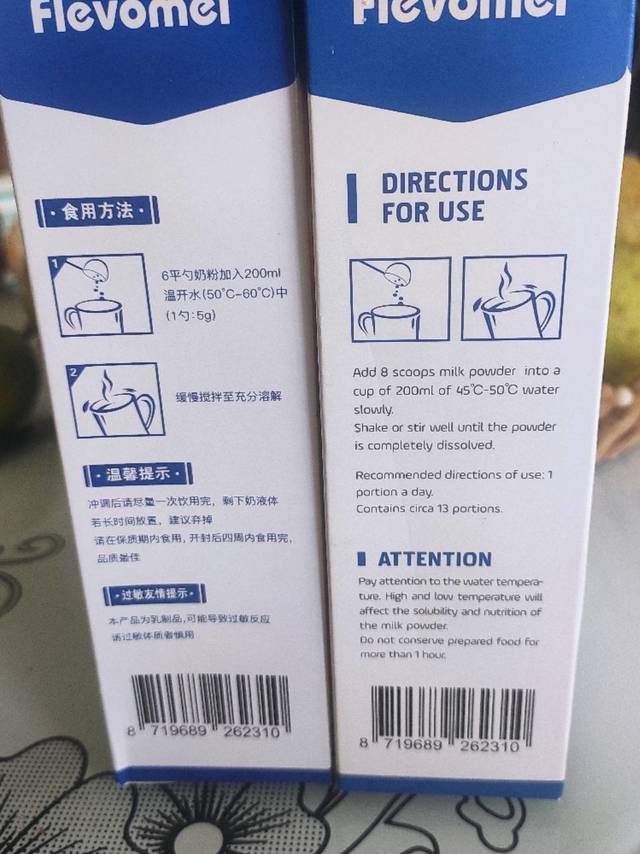 Flevomel
·食用方法·
1
6平勺奶粉加入200ml
温开水(50°C-60°C)中
(1勺:5g)
2
缓慢搅拌至充分溶解
·温馨提示·
冲调后请尽量一次饮用完，剩下奶液体
若长时间放置，建议弃掉
请在保质期内食用，开封后四周内食用完，
品质最佳
·过敏友情提示·
本产品为乳制品,可能导致过敏反应
请过敏体质者慎用
8 719689 262310
Flevomel
DIRECTIONS
FOR USE
Add 8 scoops milk powder into a
cup of 200ml of 45°C-50°C water
slowly.
Shake or stir well until the powder
is completely dissolved.
Recommended directions of use: 1
portion a day.
Contains circa 13 portions.
ATTENTION
Pay attention to the water tempera-
ture. High and low temperature will
affect the solubility and nutrition of
the milk powder.
Do not conserve prepared food for
more than 1 hour.
8 719689 262310